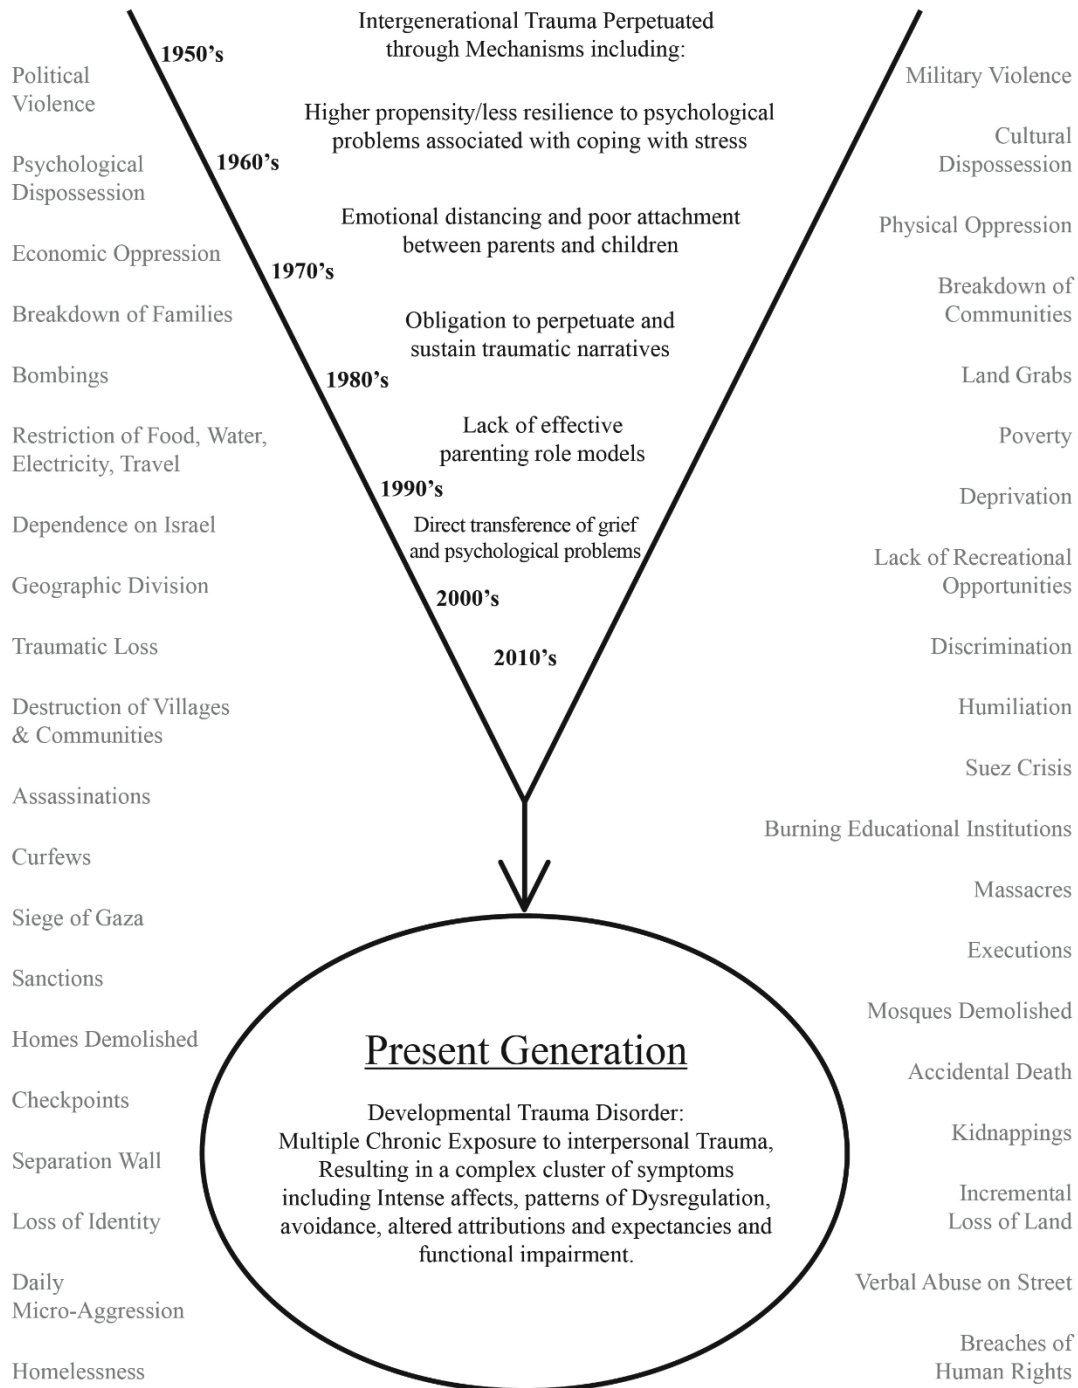 Intergenerational Trauma Perpetuated
through Mechanisms including:
1950's
Higher propensity/less resilience to psychological
problems associated with coping with stress
1960's
Emotional distancing and poor attachment
between parents and children
1970's
Obligation to perpetuate and
sustain traumatic narratives
1980's
Lack of effective
parenting role models
1990's
Direct transference of grief
and psychological problems
2000's
2010's
Political
Violence
Psychological
Dispossession
Economic Oppression
Breakdown of Families
Bombings
Restriction of Food, Water,
Electricity, Travel
Dependence on Israel
Geographic Division
Traumatic Loss
Destruction of Villages
& Communities
Assassinations
Curfews
Siege of Gaza
Sanctions
Homes Demolished
Checkpoints
Separation Wall
Loss of Identity
Daily
Micro-Aggression
Homelessness
Military Violence
Cultural
Dispossession
Physical Oppression
Breakdown of
Communities
Land Grabs
Poverty
Deprivation
Lack of Recreational
Opportunities
Discrimination
Humiliation
Suez Crisis
Burning Educational Institutions
Massacres
Executions
Mosques Demolished
Accidental Death
Kidnappings
Incremental
Loss of Land
Verbal Abuse on Street
Breaches of
Human Rights
Present Generation
Developmental Trauma Disorder:
Multiple Chronic Exposure to interpersonal Trauma,
Resulting in a complex cluster of symptoms
including Intense affects, patterns of Dysregulation,
avoidance, altered attributions and expectancies and
functional impairment.